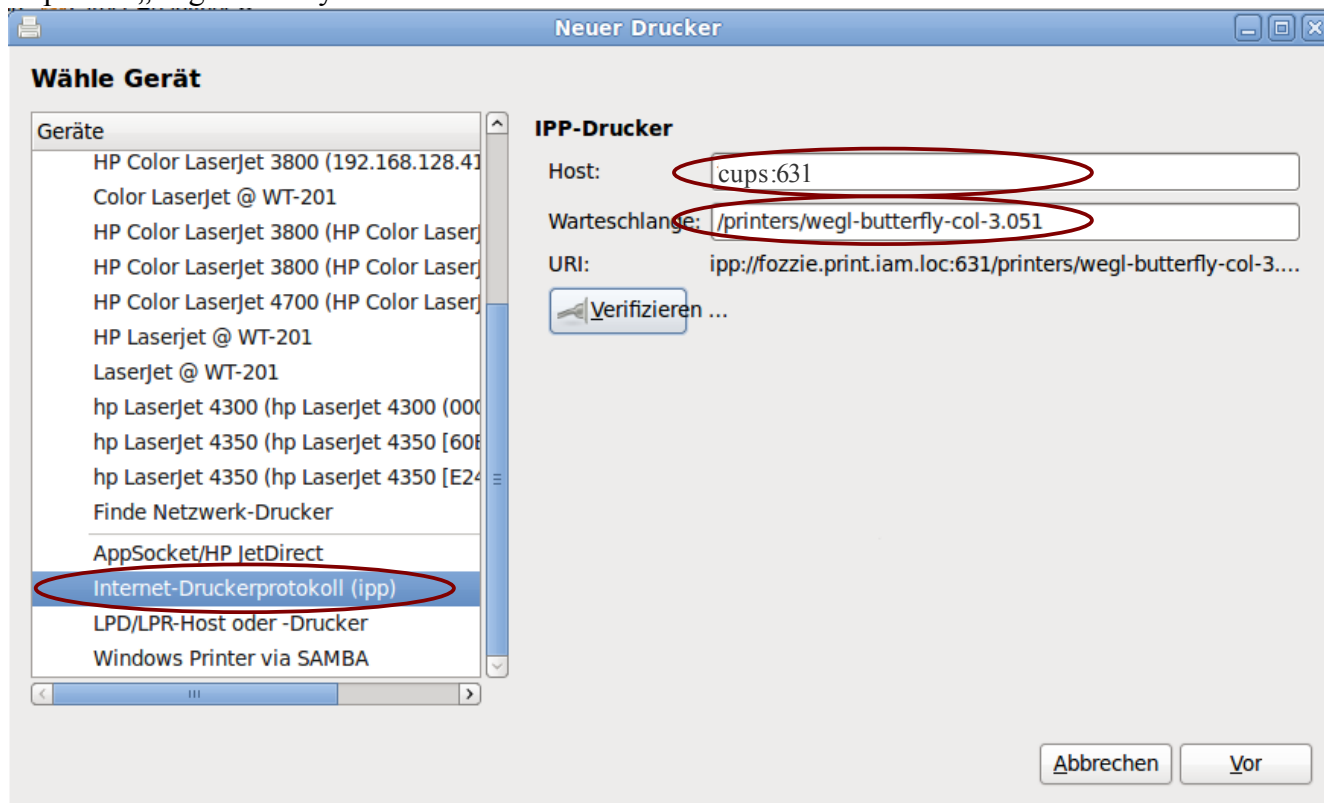 Neuer Drucker
Wähle Gerät
Geräte
HP Color LaserJet 3800 (192.168.128.41
Color LaserJet @ WT-201
HP Color LaserJet 3800 (HP Color Laserj
HP Color LaserJet 3800 (HP Color Laserj
HP Color LaserJet 4700 (HP Color Laserj
HP Laserjet @ WT-201
LaserJet @ WT-201
hp LaserJet 4300 (hp LaserJet 4300 (00
hp LaserJet 4350 (hp LaserJet 4350 [60
hp LaserJet 4350 (hp LaserJet 4350 [E24
Finde Netzwerk-Drucker
AppSocket/HP JetDirect
Internet-Druckerprotokoll (ipp)
LPD/LPR-Host oder -Drucker
Windows Printer via SAMBA
IPP-Drucker
Host: cups:631
Warteschlange: /printers/wegl-butterfly-col-3.051
URI: ipp://fozzie.print.iam.loc:631/printers/wegl-butterfly-col-3....
Verifizieren ...
Abbrechen Vor